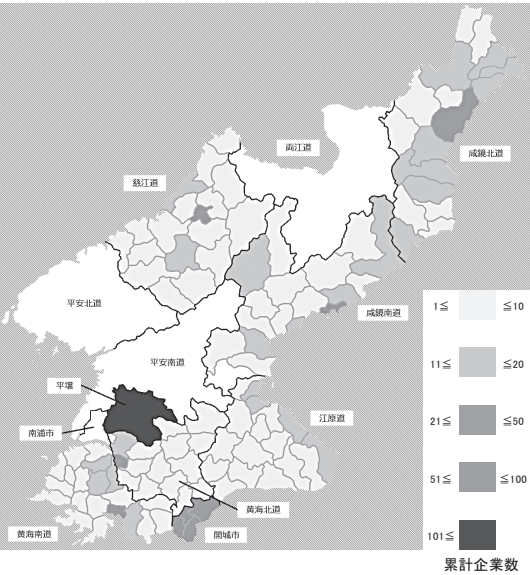 両江道
咸鏡北道
慈江道
平安北道
咸鏡南道
平安南道
平壌
南浦市
江原道
黄海北道
黄海南道
開城市
1≦ ≦10
11≦ ≦20
21≦ ≦50
51≦ ≦100
101≦
累計企業数